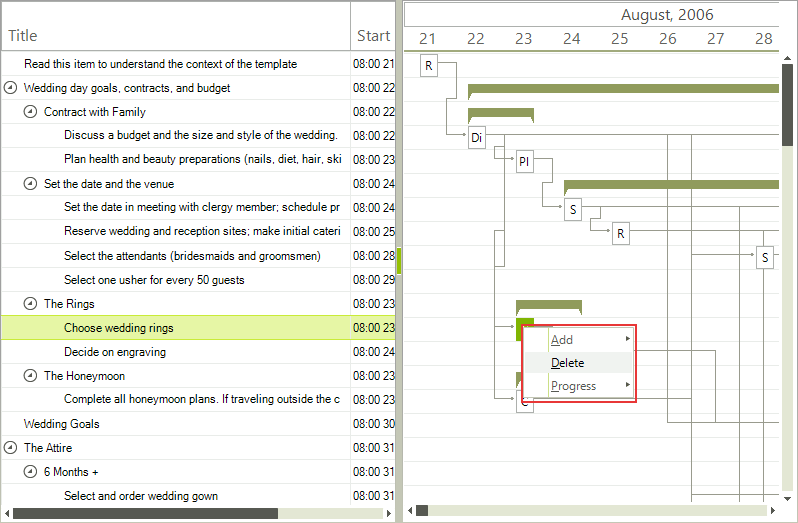 Title Start
Read this item to understand the context of the template 08:00 21
Wedding day goals, contracts, and budget 08:00 22
Contract with Family 08:00 22
Discuss a budget and the size and style of the wedding. 08:00 22
Plan health and beauty preparations (nails, diet, hair, ski 08:00 23
Set the date and the venue 08:00 24
Set the date in meeting with clergy member; schedule pr 08:00 24
Reserve wedding and reception sites; make initial cateri 08:00 25
Select the attendants (bridesmaids and groomsmen) 08:00 28
Select one usher for every 50 guests 08:00 29
The Rings 08:00 23
Choose wedding rings 08:00 23
Decide on engraving 08:00 24
The Honeymoon 08:00 23
Complete all honeymoon plans. If traveling outside the c 08:00 23
Wedding Goals 08:00 30
The Attire 08:00 31
6 Months + 08:00 31
Select and order wedding gown 08:00 31
August, 2006
21 22 23 24 25 26 27 28
R
Di
Pl
S
R
S
Add
Delete
Progress